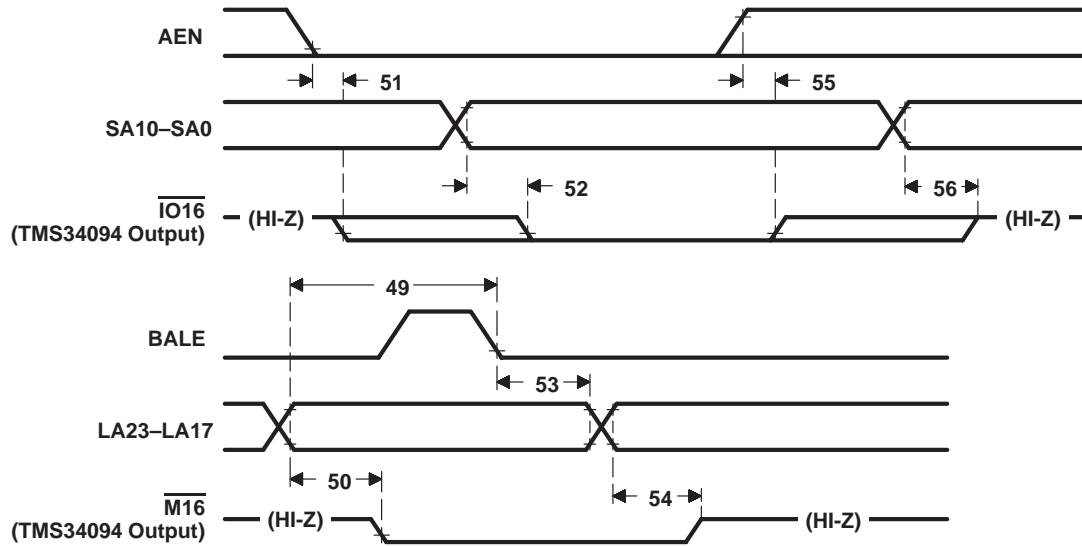 AEN
51
55
SA10–SA0
52
56
IO16
(TMS34094 Output)
(HI-Z)
(HI-Z)
49
BALE
53
LA23–LA17
50
54
M16
(TMS34094 Output)
(HI-Z)
(HI-Z)